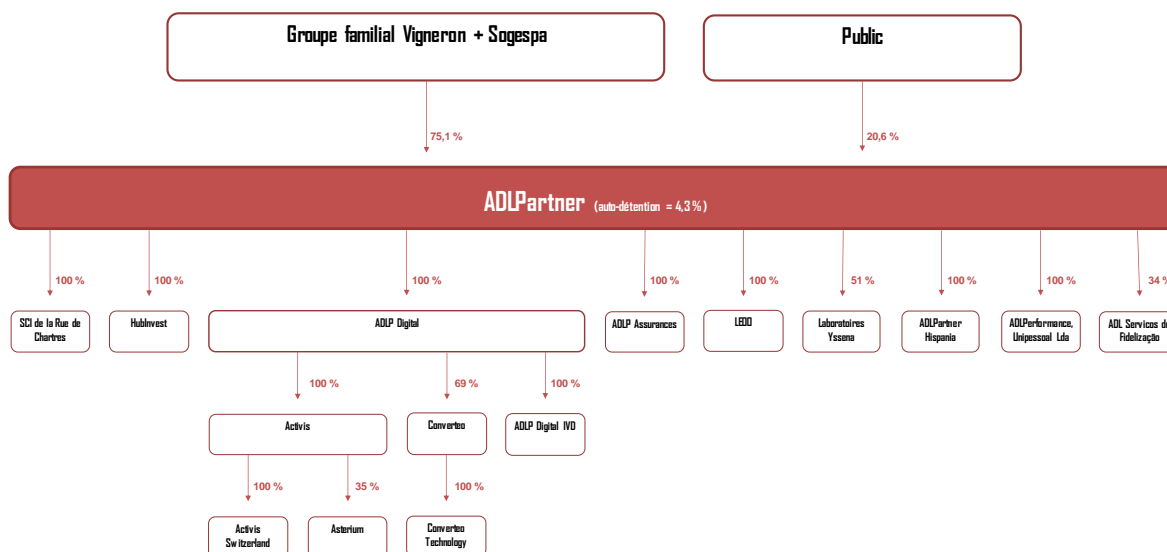 Groupe familial Vigneron + Sogespa
Public
75,1 %
20,6 %
ADLPartner (auto-détention = 4,3 %)
100 %
100 %
100 %
100 %
100 %
51 %
100 %
100 %
34 %
SCI de la Rue de
Chartres
HubInvest
ADLP Digital
ADLP Assurances
LEOO
Laboratoires
Yssena
ADLPartner
Hispania
ADLPerformance,
Unipessoal Lda
ADL Servicos de
Fidelização
100 %
69 %
100 %
Activis
Converteo
ADLP Digital IVD
100 %
35 %
100 %
Activis
Switzerland
Asterium
Converteo
Technology